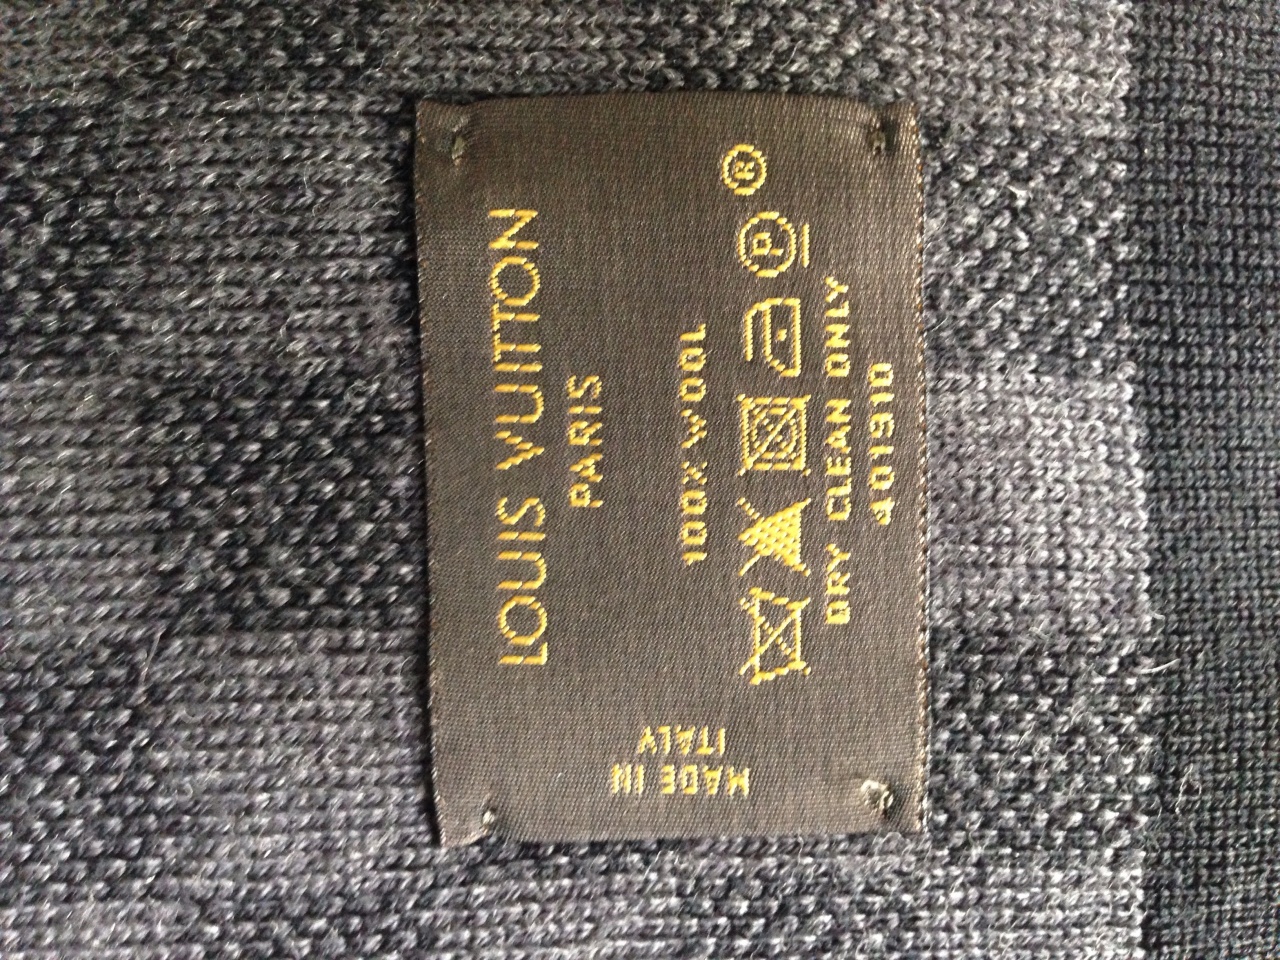 LOUIS VUITTON
PARIS
100% WOOL
P ®
DRY CLEAN ONLY
401910
MADE IN
ITALY